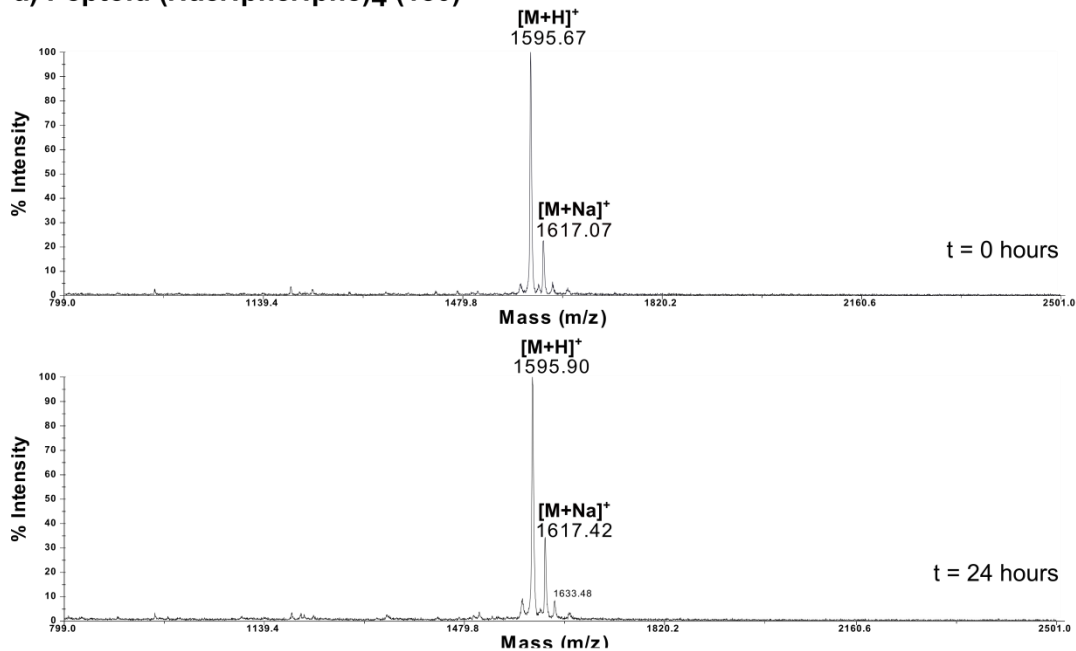 [M+H]+
1595.67
100
90
80
70
60
50
40
30
20
10
0
% Intensity
[M+Na]+
1617.07
t = 0 hours
799.0 1139.4 1479.8 1820.2 2160.6 2501.0
Mass (m/z)
[M+H]+
1595.90
100
90
80
70
60
50
40
30
20
10
0
% Intensity
[M+Na]+
1617.42
1633.48
t = 24 hours
799.0 1139.4 1479.8 1820.2 2160.6 2501.0
Mass (m/z)